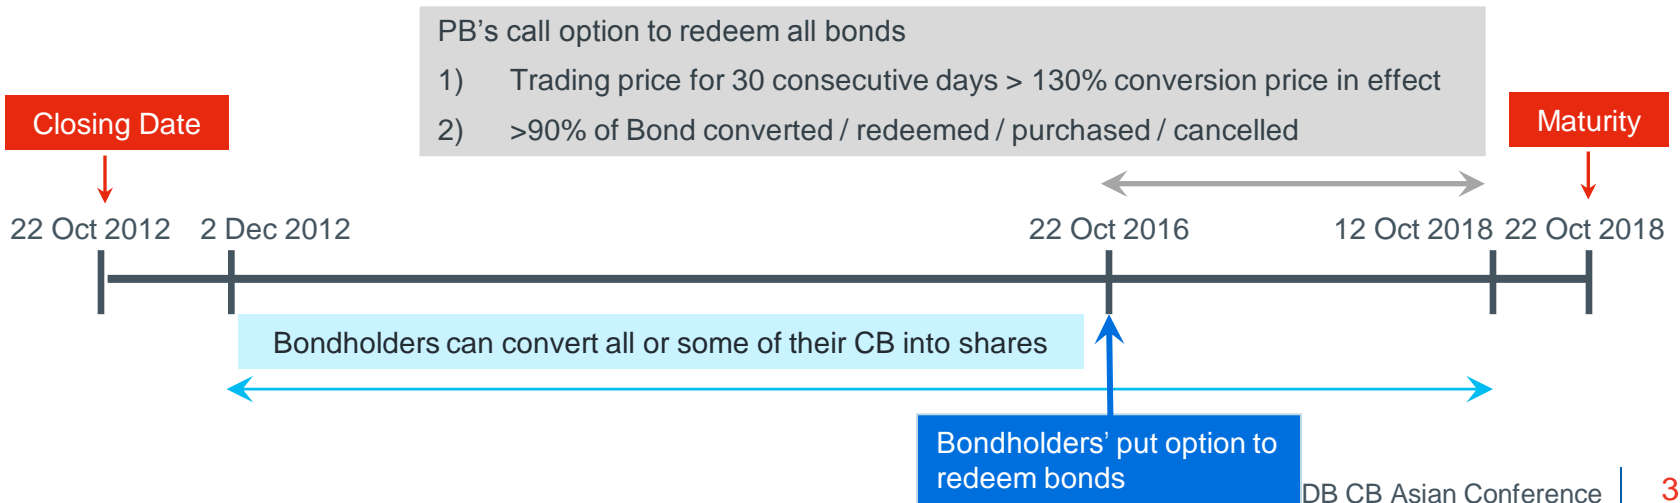 PB’s call option to redeem all bonds
1) Trading price for 30 consecutive days > 130% conversion price in effect
2) >90% of Bond converted / redeemed / purchased / cancelled
Closing Date
Maturity
22 Oct 2012 2 Dec 2012 22 Oct 2016 12 Oct 2018 22 Oct 2018
Bondholders can convert all or some of their CB into shares
Bondholders’ put option to
redeem bonds
DB CB Asian Conference 3